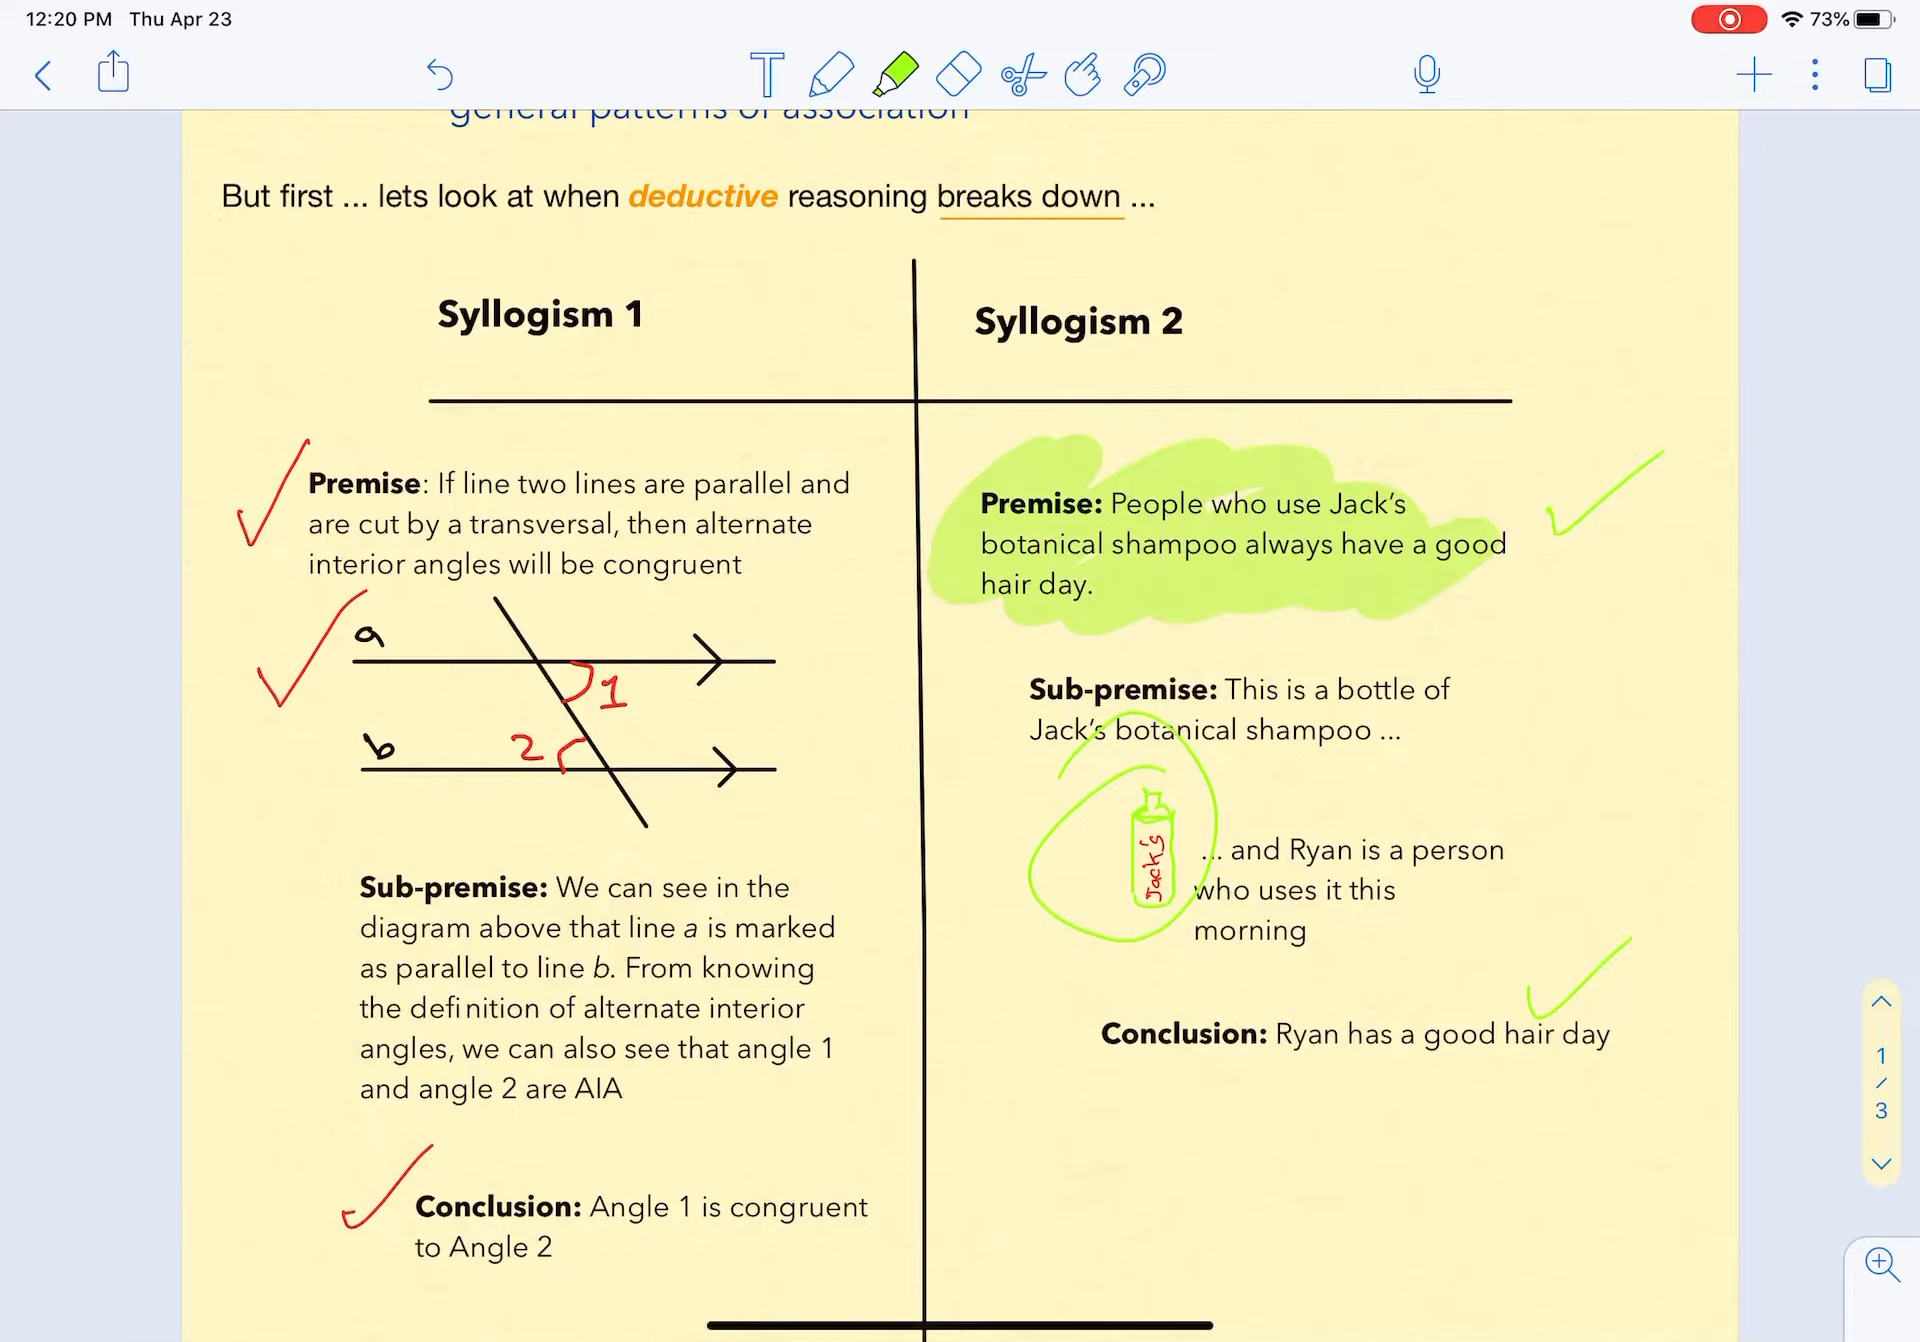 12:20 PM Thu Apr 23
73%
general patterns of association
But first ... lets look at when deductive reasoning breaks down ...
Syllogism 1
Premise: If line two lines are parallel and
are cut by a transversal, then alternate
interior angles will be congruent
a
1
2
b
Sub-premise: We can see in the
diagram above that line a is marked
as parallel to line b. From knowing
the definition of alternate interior
angles, we can also see that angle 1
and angle 2 are AIA
Conclusion: Angle 1 is congruent
to Angle 2
Syllogism 2
Premise: People who use Jack’s
botanical shampoo always have a good
hair day.
Sub-premise: This is a bottle of
Jack’s botanical shampoo ...
Jack's
... and Ryan is a person
who uses it this
morning
Conclusion: Ryan has a good hair day
1
/
3